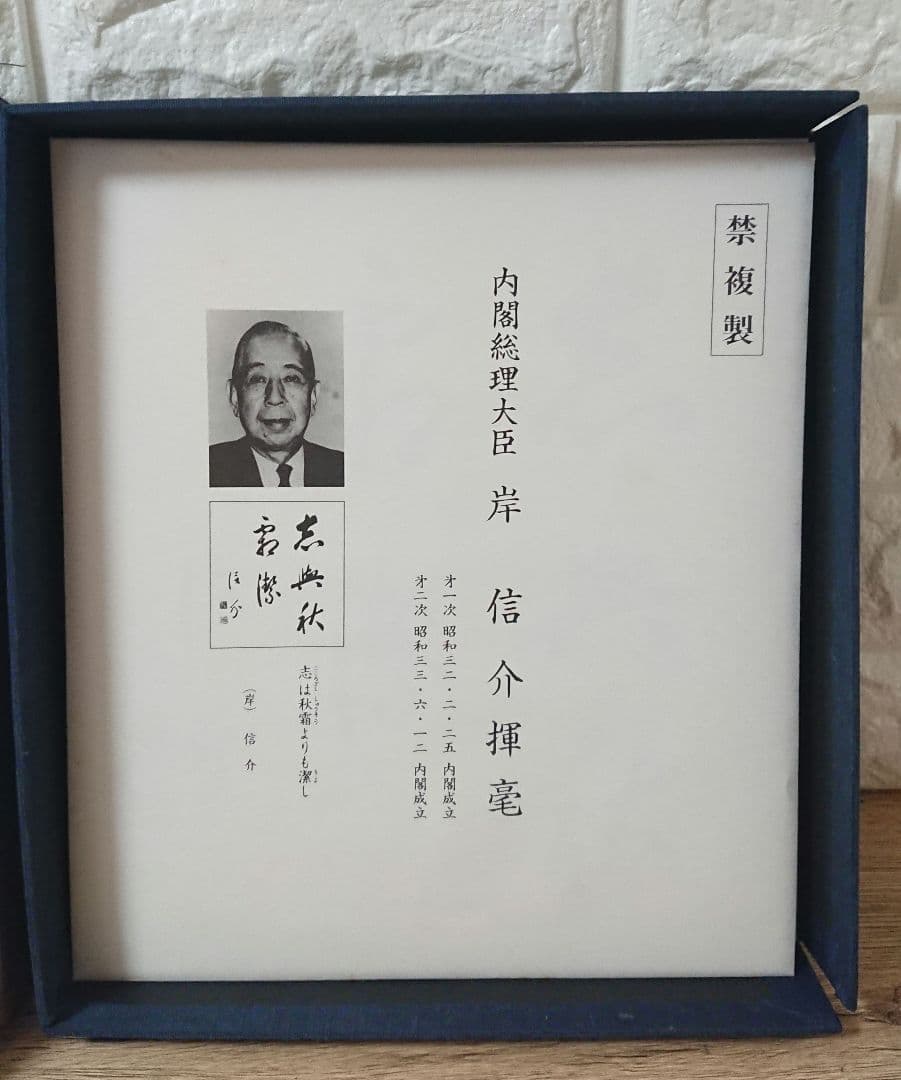 禁複製
内閣総理大臣 岸 信介揮毫
才一次 昭和三二・二・二五 内閣成立
才二次 昭和三三・六・一二 内閣成立
志與秋
霜潔
信介
志は秋霜よりも潔し
(岸) 信介